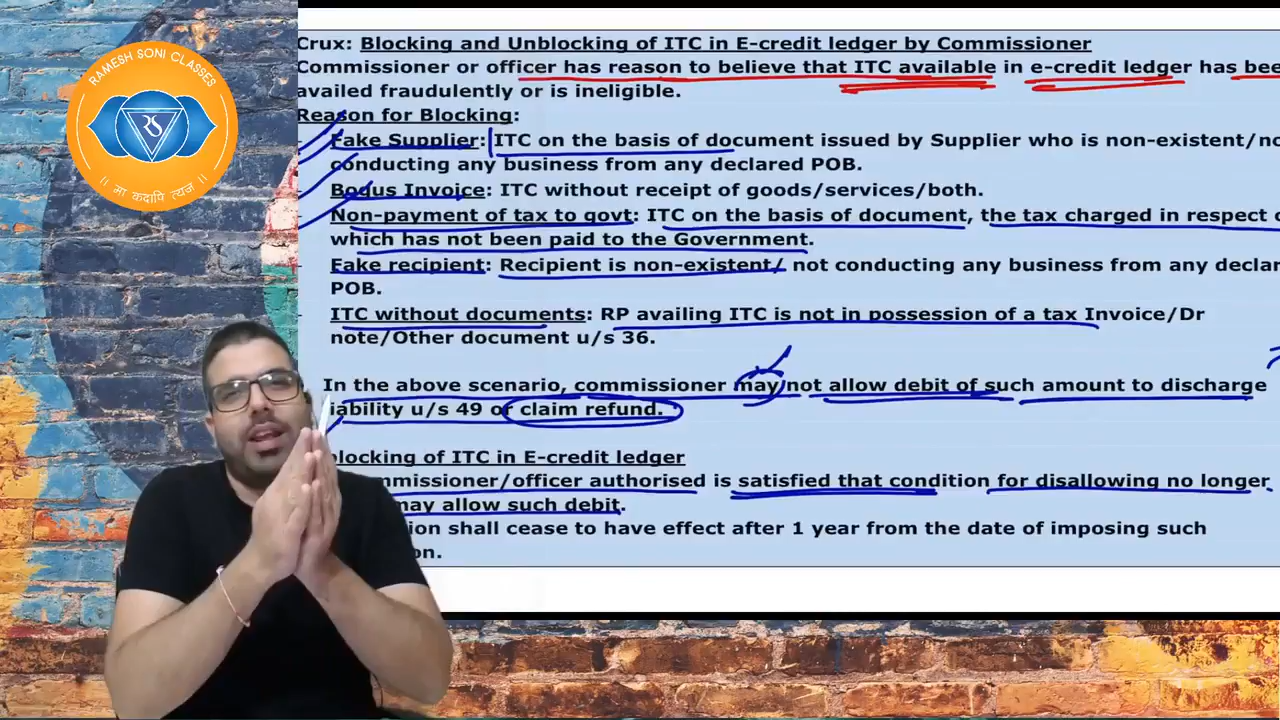 RAMESH SONI CLASSES
RS
॥ मा कदापि त्यज ॥
Crux: Blocking and Unblocking of ITC in E-credit ledger by Commissioner
Commissioner or officer has reason to believe that ITC available in e-credit ledger has bee
availed fraudulently or is ineligible.
Reason for Blocking:
Fake Supplier: ITC on the basis of document issued by Supplier who is non-existent/no
conducting any business from any declared POB.
Bogus Invoice: ITC without receipt of goods/services/both.
Non-payment of tax to govt: ITC on the basis of document, the tax charged in respect o
which has not been paid to the Government.
Fake recipient: Recipient is non-existent/ not conducting any business from any declar
POB.
ITC without documents: RP availing ITC is not in possession of a tax Invoice/Dr
note/Other document u/s 36.
In the above scenario, commissioner may not allow debit of such amount to discharge
iability u/s 49 or claim refund.
blocking of ITC in E-credit ledger
mmissioner/officer authorised is satisfied that condition for disallowing no longer
may allow such debit.
ion shall cease to have effect after 1 year from the date of imposing such
on.